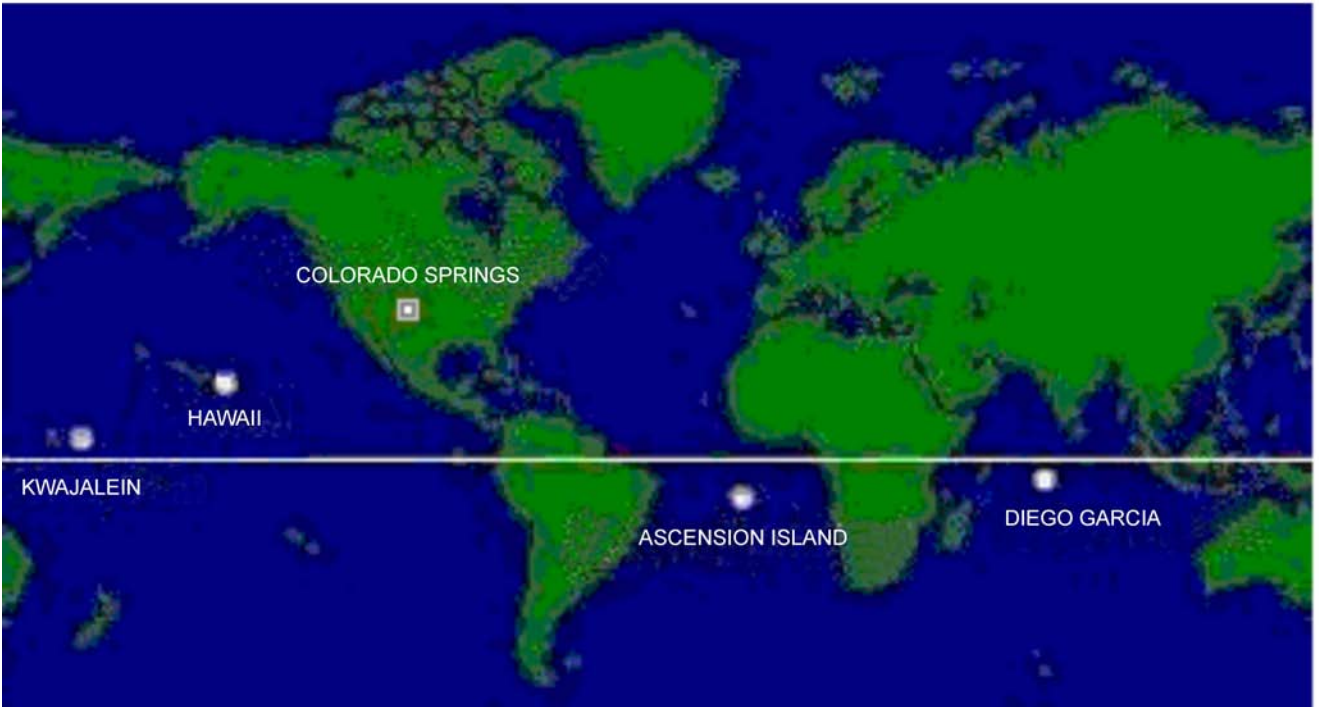 COLORADO SPRINGS
HAWAII
KWAJALEIN
ASCENSION ISLAND
DIEGO GARCIA